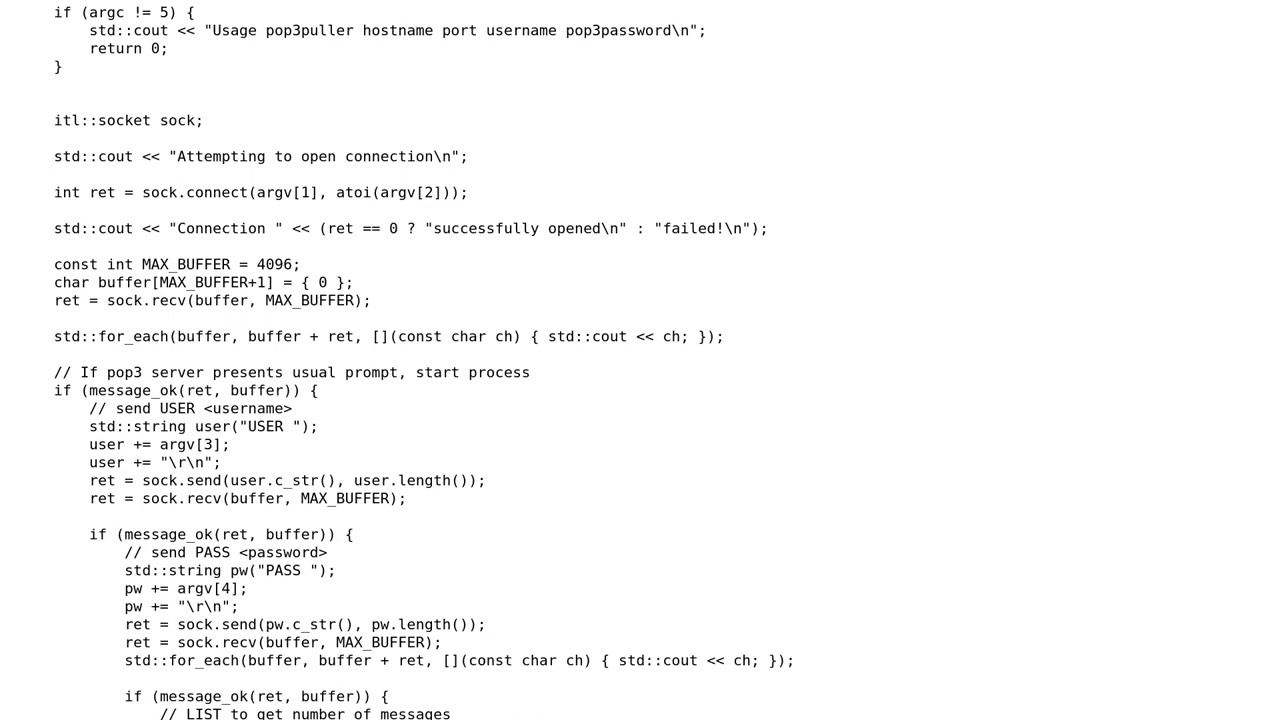 if (argc != 5) {
    std::cout << "Usage pop3puller hostname port username pop3password\n";
    return 0;
}
itl::socket sock;
std::cout << "Attempting to open connection\n";
int ret = sock.connect(argv[1], atoi(argv[2]));
std::cout << "Connection " << (ret == 0 ? "successfully opened\n" : "failed!\n");
const int MAX_BUFFER = 4096;
char buffer[MAX_BUFFER+1] = { 0 };
ret = sock.recv(buffer, MAX_BUFFER);
std::for_each(buffer, buffer + ret, [](const char ch) { std::cout << ch; });
// If pop3 server presents usual prompt, start process
if (message_ok(ret, buffer)) {
    // send USER <username>
    std::string user("USER ");
    user += argv[3];
    user += "\r\n";
    ret = sock.send(user.c_str(), user.length());
    ret = sock.recv(buffer, MAX_BUFFER);
    if (message_ok(ret, buffer)) {
        // send PASS <password>
        std::string pw("PASS ");
        pw += argv[4];
        pw += "\r\n";
        ret = sock.send(pw.c_str(), pw.length());
        ret = sock.recv(buffer, MAX_BUFFER);
        std::for_each(buffer, buffer + ret, [](const char ch) { std::cout << ch; });
        if (message_ok(ret, buffer)) {
            // LIST to get number of messages